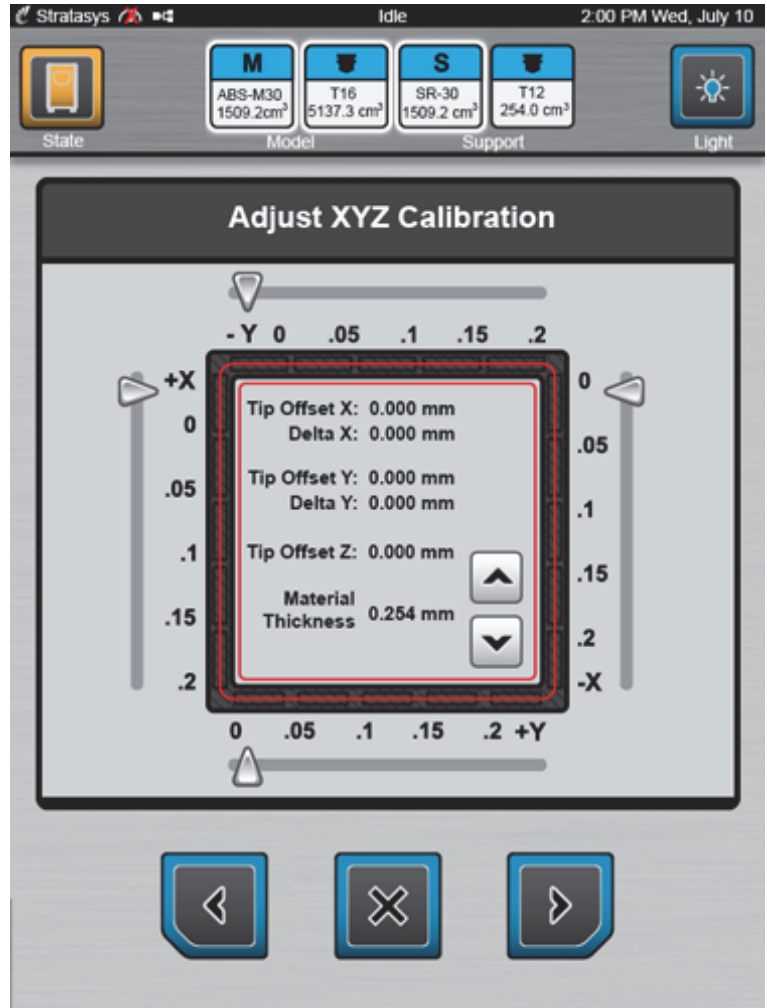 Stratasys Idle 2:00 PM Wed, July 10
M S
ABS-M30 T16 SR-30 T12
1509.2cm³ 5137.3 cm³ 1509.2 cm³ 254.0 cm³
State Model Support Light
Adjust XYZ Calibration
- Y 0 .05 .1 .15 .2
+X 0
0 .05
.05 .1
.1 .15
.15 .2
.2 -X
Tip Offset X: 0.000 mm
Delta X: 0.000 mm
Tip Offset Y: 0.000 mm
Delta Y: 0.000 mm
Tip Offset Z: 0.000 mm
Material
Thickness 0.254 mm
0 .05 .1 .15 .2 +Y